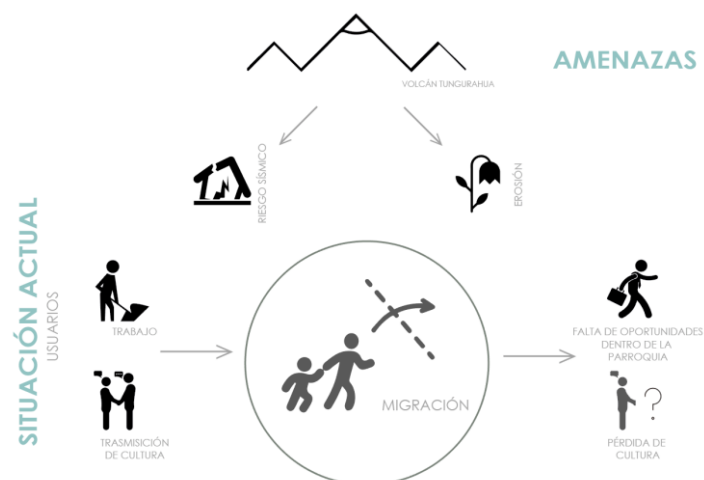 AMENAZAS
VOLCÁN TUNGURAHUA
RIESGO SÍSMICO
EROSIÓN
SITUACIÓN ACTUAL
USUARIOS
TRABAJO
TRASMISICIÓN
DE CULTURA
MIGRACIÓN
FALTA DE OPORTUNIDADES
DENTRO DE LA
PARROQUIA
?
PÉRDIDA DE
CULTURA